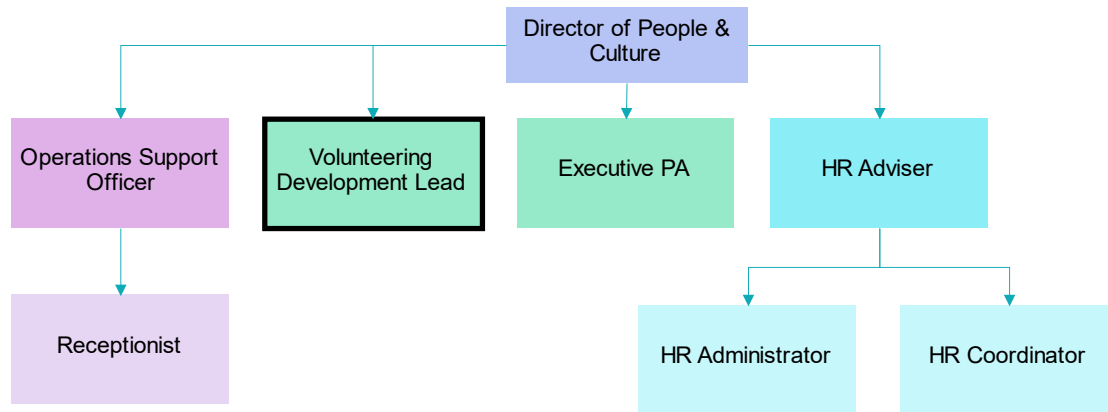 Director of People &
Culture
Operations Support
Officer
Volunteering
Development Lead
Executive PA
HR Adviser
Receptionist
HR Administrator
HR Coordinator